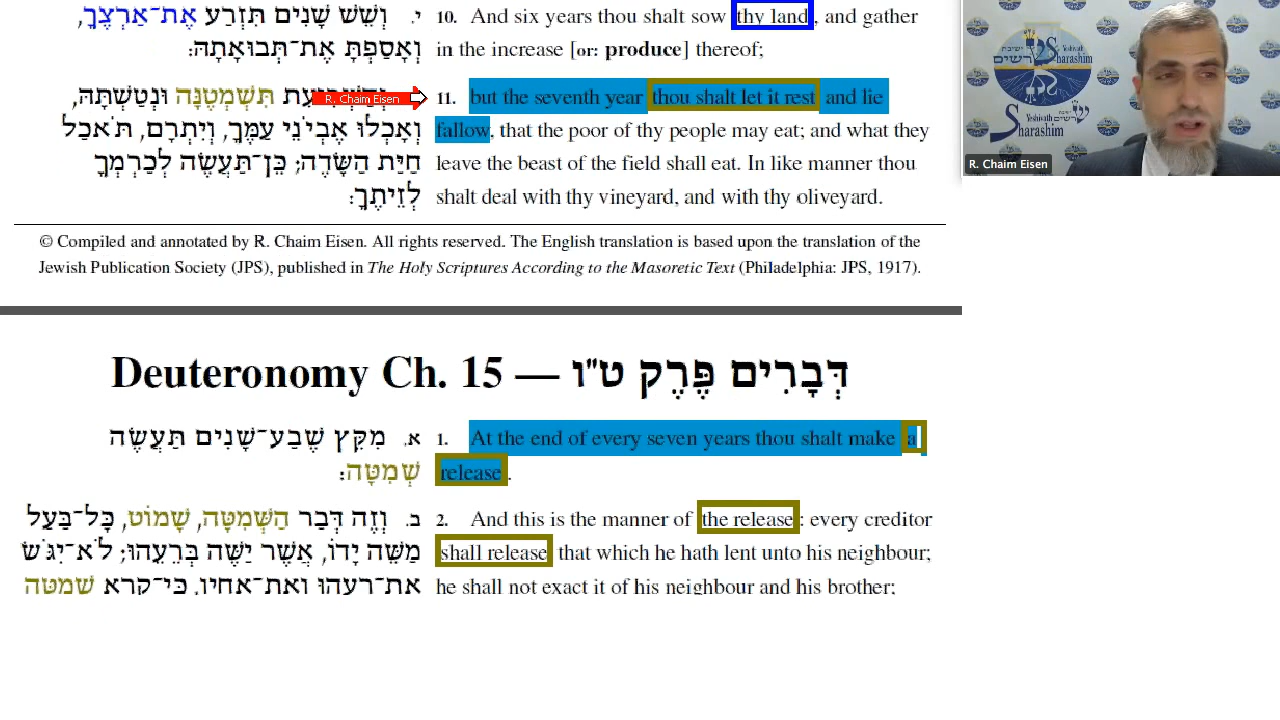 י. וְשֵׁשׁ שָׁנִים תִּזְרַע אֶת־אַרְצֶךָ,
וְאָסַפְתָּ אֶת־תְּבוּאָתָהּ:
10. And six years thou shalt sow thy land, and gather
in the increase [or: produce] thereof;
תִּשְׁמְטֶנָּה וּנְטַשְׁתָּהּ,
וְאָכְלוּ אֶבְיֹנֵי עַמֶּךָ, וְיִתְרָם, תֹּאכַל
חַיַּת הַשָּׂדֶה; כֵּן־תַּעֲשֶׂה לְכַרְמְךָ
לְזֵיתֶךָ:
R. Chaim Eisen
11. but the seventh year thou shalt let it rest and lie
fallow, that the poor of thy people may eat; and what they
leave the beast of the field shall eat. In like manner thou
shalt deal with thy vineyard, and with thy oliveyard.
© Compiled and annotated by R. Chaim Eisen. All rights reserved. The English translation is based upon the translation of the
Jewish Publication Society (JPS), published in The Holy Scriptures According to the Masoretic Text (Philadelphia: JPS, 1917).
Deuteronomy Ch. 15 — דְּבָרִים פֶּרֶק ט"ו
א. מִקֵּץ שֶׁבַע־שָׁנִים תַּעֲשֶׂה
שְׁמִטָּה:
1. At the end of every seven years thou shalt make a
release.
ב. וְזֶה דְּבַר הַשְּׁמִטָּה, שָׁמוֹט, כָּל־בַּעַל
מַשֵּׁה יָדוֹ, אֲשֶׁר יַשֶּׁה בְּרֵעֵהוּ; לֹא־יִגֹּשׂ
אֶת־רֵעֵהוּ וְאֶת־אָחִיו, כִּי־קָרָא שְׁמִטָּה
2. And this is the manner of the release: every creditor
shall release that which he hath lent unto his neighbour;
he shall not exact it of his neighbour and his brother;
Yeshivath
Sharashim
ישיבת
שרשים
Yeshivath
Sharashim
R. Chaim Eisen